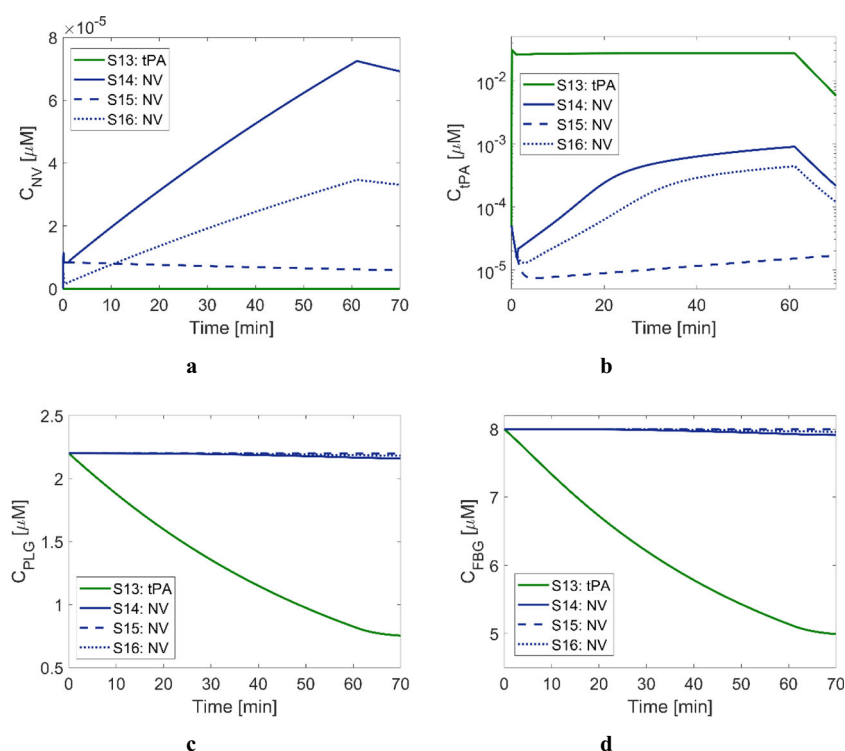 ×10⁻⁵
8
6
4
2
0
C_NV [μM]
S13: tPA
S14: NV
S15: NV
S16: NV
0 10 20 30 40 50 60 70
Time [min]
a
10⁻²
10⁻³
10⁻⁴
10⁻⁵
C_tPA [μM]
S13: tPA
S14: NV
S15: NV
S16: NV
0 20 40 60
Time [min]
b
2.5
2
1.5
1
0.5
C_PLG [μM]
S13: tPA
S14: NV
S15: NV
S16: NV
0 10 20 30 40 50 60 70
Time [min]
c
8
7
6
5
C_FBG [μM]
S13: tPA
S14: NV
S15: NV
S16: NV
0 10 20 30 40 50 60 70
Time [min]
d